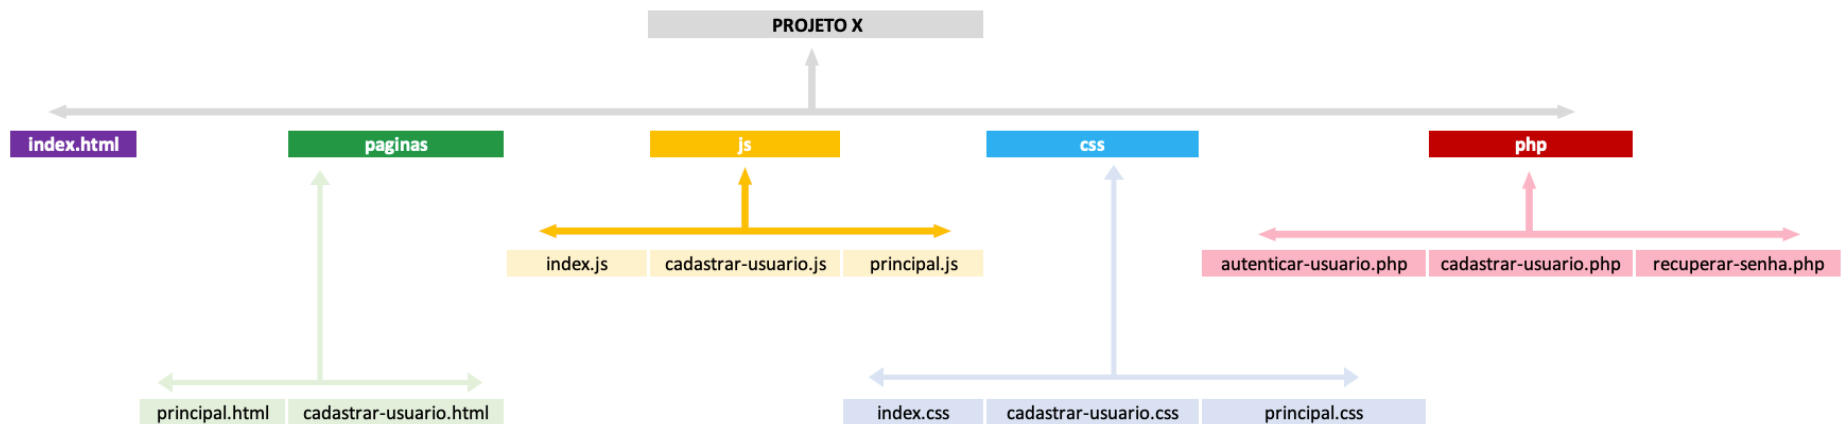 PROJETO X
index.html
paginas
js
css
php
index.js
cadastrar-usuario.js
principal.js
autenticar-usuario.php
cadastrar-usuario.php
recuperar-senha.php
principal.html
cadastrar-usuario.html
index.css
cadastrar-usuario.css
principal.css